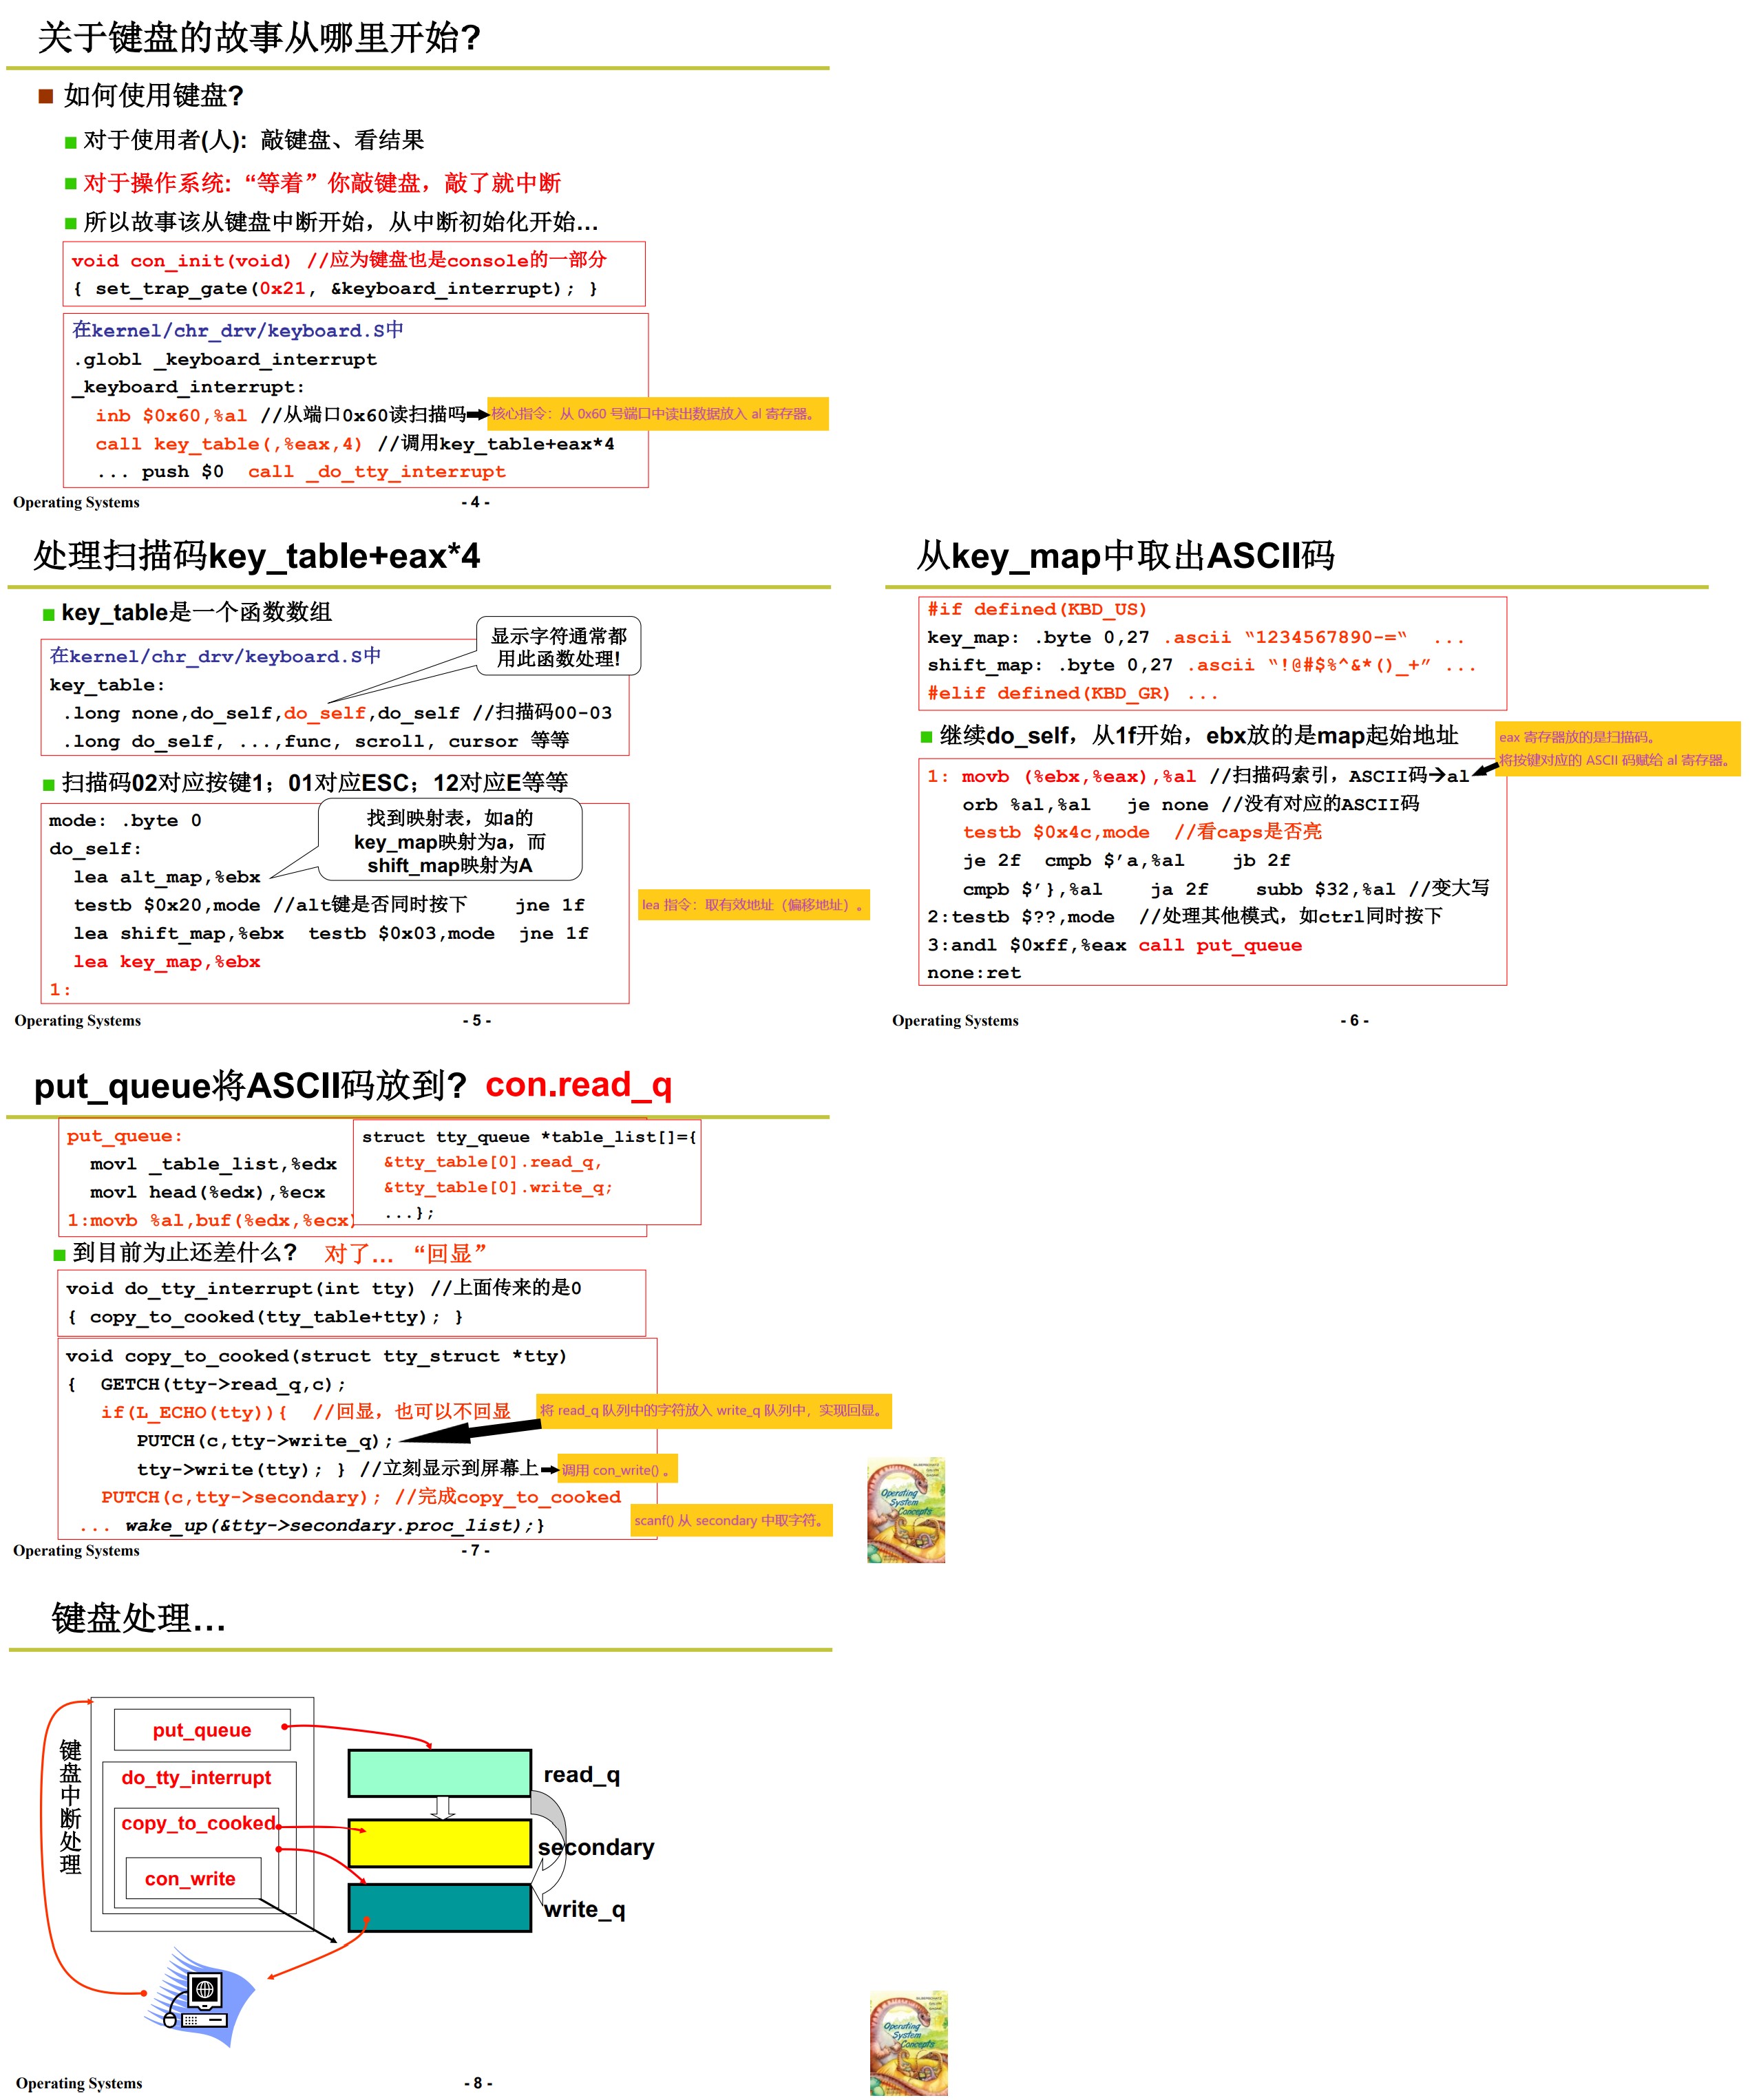 关于键盘的故事从哪里开始?
如何使用键盘?
对于使用者(人): 敲键盘、看结果
对于操作系统: “等着”你敲键盘，敲了就中断
所以故事该从键盘中断开始，从中断初始化开始…
void con_init(void) //应为键盘也是console的一部分
{ set_trap_gate(0x21, &keyboard_interrupt); }
在kernel/chr_drv/keyboard.S中
.globl _keyboard_interrupt
_keyboard_interrupt:
inb $0x60,%al //从端口0x60读扫描吗
核心指令：从 0x60 号端口中读出数据放入 al 寄存器。
call key_table(,%eax,4) //调用key_table+eax*4
... push $0 call _do_tty_interrupt
Operating Systems
- 4 -
处理扫描码key_table+eax*4
key_table是一个函数数组
显示字符通常都
用此函数处理!
在kernel/chr_drv/keyboard.S中
key_table:
.long none,do_self,do_self,do_self //扫描码00-03
.long do_self, ...,func, scroll, cursor 等等
扫描码02对应按键1；01对应ESC；12对应E等等
找到映射表，如a的
key_map映射为a，而
shift_map映射为A
mode: .byte 0
do_self:
lea alt_map,%ebx
testb $0x20,mode //alt键是否同时按下 jne 1f
lea 指令：取有效地址（偏移地址）。
lea shift_map,%ebx testb $0x03,mode jne 1f
lea key_map,%ebx
1:
Operating Systems
- 5 -
从key_map中取出ASCII码
#if defined(KBD_US)
key_map: .byte 0,27 .ascii “1234567890-=“ ...
shift_map: .byte 0,27 .ascii “!@#$%^&*()_+” ...
#elif defined(KBD_GR) ...
继续do_self，从1f开始，ebx放的是map起始地址
eax 寄存器放的是扫描码。
将按键对应的 ASCII 码赋给 al 寄存器。
1: movb (%ebx,%eax),%al //扫描码索引，ASCII码→al
orb %al,%al je none //没有对应的ASCII码
testb $0x4c,mode //看caps是否亮
je 2f cmpb $’a,%al jb 2f
cmpb $’},%al ja 2f subb $32,%al //变大写
2:testb $??,mode //处理其他模式，如ctrl同时按下
3:andl $0xff,%eax call put_queue
none:ret
Operating Systems
- 6 -
put_queue将ASCII码放到? con.read_q
put_queue:
movl _table_list,%edx
movl head(%edx),%ecx
1:movb %al,buf(%edx,%ecx)
struct tty_queue *table_list[]={
&tty_table[0].read_q,
&tty_table[0].write_q;
...};
到目前为止还差什么? 对了… “回显”
void do_tty_interrupt(int tty) //上面传来的是0
{ copy_to_cooked(tty_table+tty); }
void copy_to_cooked(struct tty_struct *tty)
{ GETCH(tty->read_q,c);
if(L_ECHO(tty)){ //回显，也可以不回显
将 read_q 队列中的字符放入 write_q 队列中，实现回显。
PUTCH(c,tty->write_q);
tty->write(tty); } //立刻显示到屏幕上
调用 con_write() 。
PUTCH(c,tty->secondary); //完成copy_to_cooked
scanf() 从 secondary 中取字符。
... wake_up(&tty->secondary.proc_list);}
Operating Systems
- 7 -
Operating
System
Concepts
键盘处理…
键盘中断处理
put_queue
do_tty_interrupt
copy_to_cooked
con_write
read_q
secondary
write_q
Operating
System
Concepts
Operating Systems
- 8 -